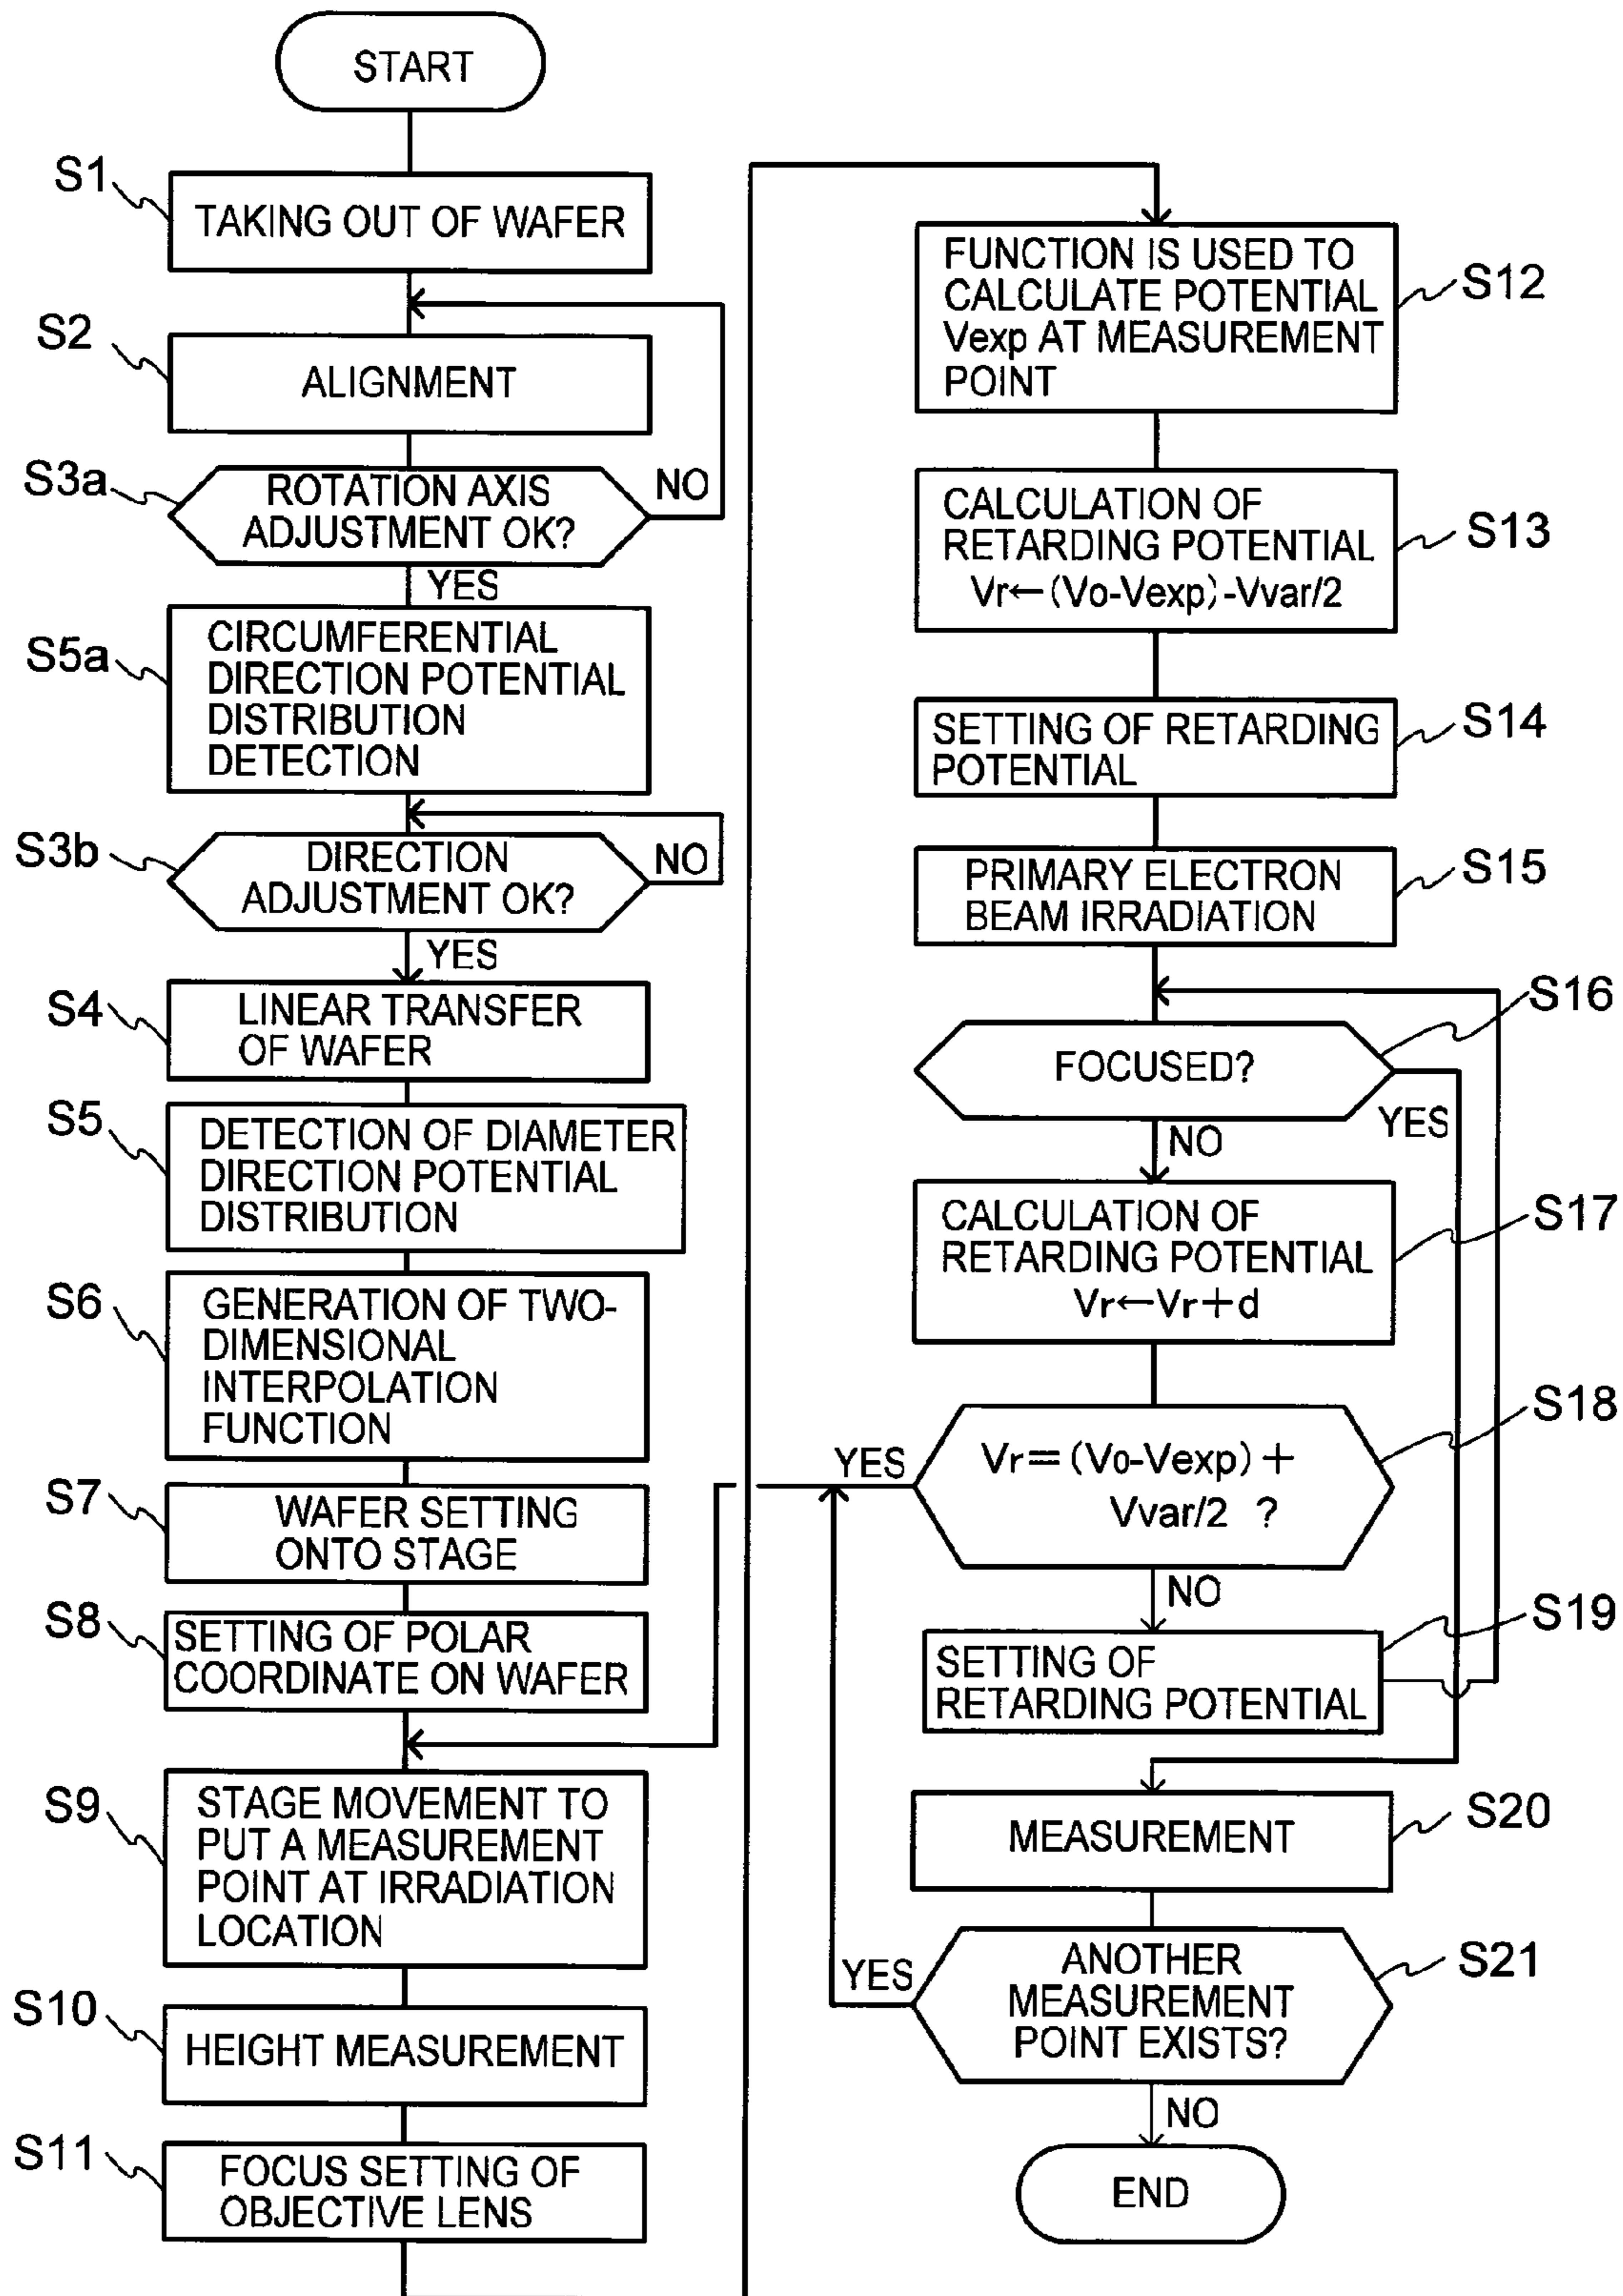 START
S1
TAKING OUT OF WAFER
S2
ALIGNMENT
S3a
ROTATION AXIS
ADJUSTMENT OK?
NO
YES
S5a
CIRCUMFERENTIAL
DIRECTION POTENTIAL
DISTRIBUTION
DETECTION
S3b
DIRECTION
ADJUSTMENT OK?
NO
YES
S4
LINEAR TRANSFER
OF WAFER
S5
DETECTION OF DIAMETER
DIRECTION POTENTIAL
DISTRIBUTION
S6
GENERATION OF TWO-
DIMENSIONAL
INTERPOLATION
FUNCTION
S7
WAFER SETTING
ONTO STAGE
S8
SETTING OF POLAR
COORDINATE ON WAFER
S9
STAGE MOVEMENT TO
PUT A MEASUREMENT
POINT AT IRRADIATION
LOCATION
S10
HEIGHT MEASUREMENT
S11
FOCUS SETTING OF
OBJECTIVE LENS
S12
FUNCTION IS USED TO
CALCULATE POTENTIAL
Vexp AT MEASUREMENT
POINT
S13
CALCULATION OF
RETARDING POTENTIAL
Vr←(Vo-Vexp)-Vvar/2
S14
SETTING OF RETARDING
POTENTIAL
S15
PRIMARY ELECTRON
BEAM IRRADIATION
S16
FOCUSED?
YES
NO
S17
CALCULATION OF
RETARDING POTENTIAL
Vr←Vr+d
S18
Vr=(Vo-Vexp)+
Vvar/2 ?
YES
NO
S19
SETTING OF
RETARDING POTENTIAL
S20
MEASUREMENT
S21
ANOTHER
MEASUREMENT
POINT EXISTS?
YES
NO
END